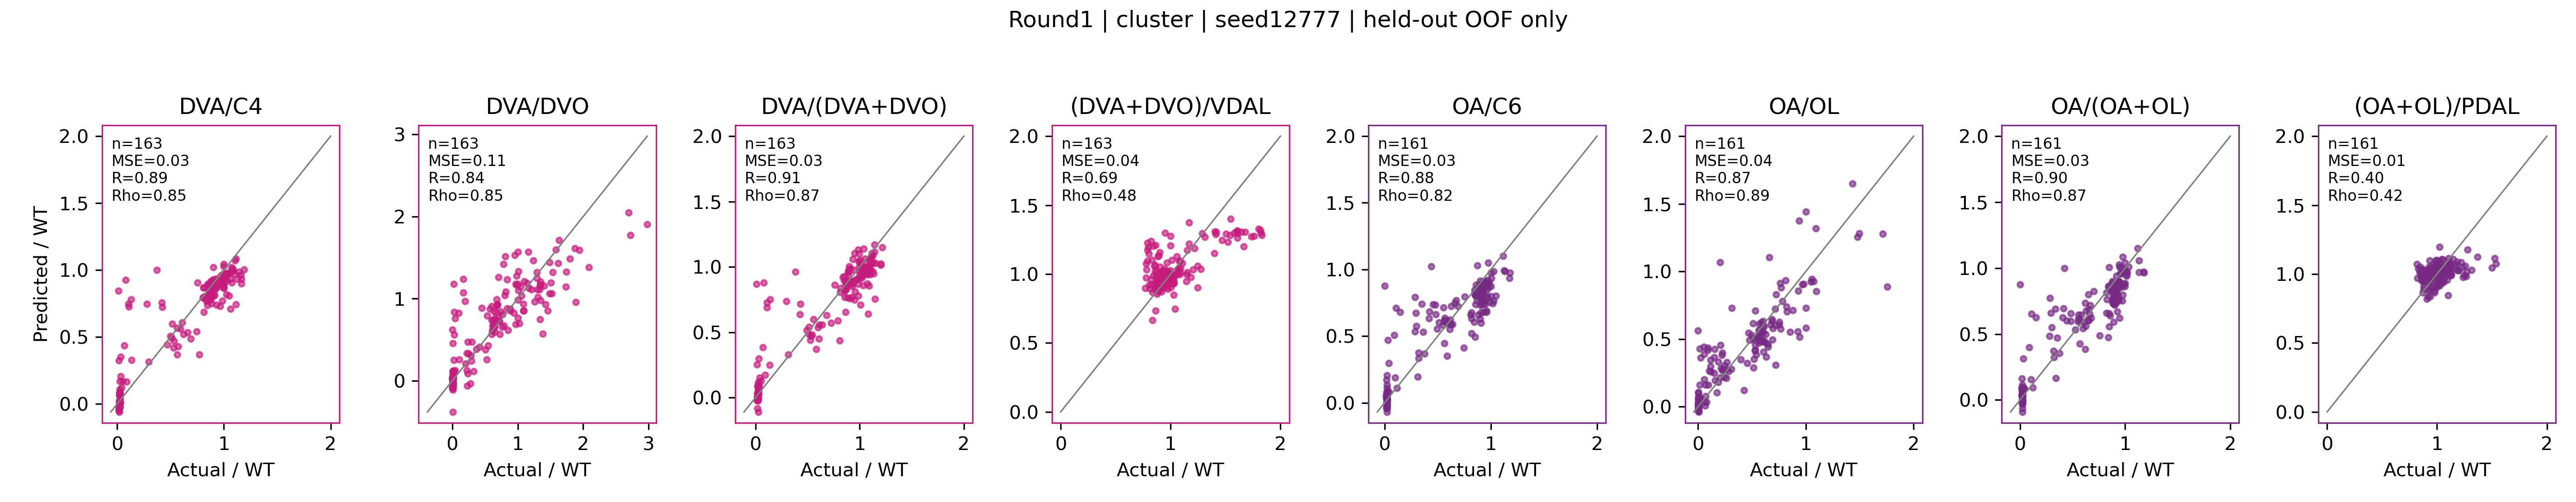 Round1 | cluster | seed12777 | held-out OOF only
DVA/C4
n=163
MSE=0.03
R=0.89
Rho=0.85
2.0
1.5
1.0
0.5
0.0
0 1 2
Predicted / WT
Actual / WT
DVA/DVO
n=163
MSE=0.11
R=0.84
Rho=0.85
3
2
1
0
0 1 2 3
Actual / WT
DVA/(DVA+DVO)
n=163
MSE=0.03
R=0.91
Rho=0.87
2.0
1.5
1.0
0.5
0.0
0 1 2
Actual / WT
(DVA+DVO)/VDAL
n=163
MSE=0.04
R=0.69
Rho=0.48
2.0
1.5
1.0
0.5
0.0
0 1 2
Actual / WT
OA/C6
n=161
MSE=0.03
R=0.88
Rho=0.82
2.0
1.5
1.0
0.5
0.0
0 1 2
Actual / WT
OA/OL
n=161
MSE=0.04
R=0.87
Rho=0.89
2.0
1.5
1.0
0.5
0.0
0 1 2
Actual / WT
OA/(OA+OL)
n=161
MSE=0.03
R=0.90
Rho=0.87
2.0
1.5
1.0
0.5
0.0
0 1 2
Actual / WT
(OA+OL)/PDAL
n=161
MSE=0.01
R=0.40
Rho=0.42
2.0
1.5
1.0
0.5
0.0
0 1 2
Actual / WT